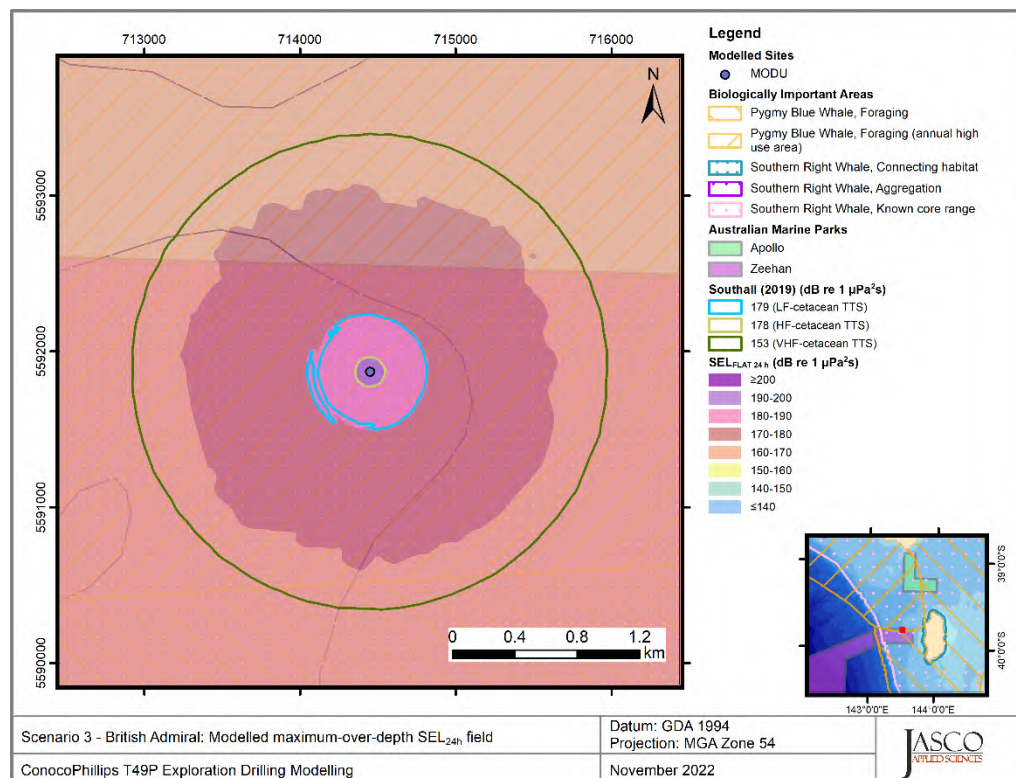 713000
714000
715000
716000
5593000
5592000
5591000
5590000
N
0 0.4 0.8 1.2
km
Legend
Modelled Sites
MODU
Biologically Important Areas
Pygmy Blue Whale, Foraging
Pygmy Blue Whale, Foraging (annual high
use area)
Southern Right Whale, Connecting habitat
Southern Right Whale, Aggregation
Southern Right Whale, Known core range
Australian Marine Parks
Apollo
Zeehan
Southall (2019) (dB re 1 µPa²s)
179 (LF-cetacean TTS)
178 (HF-cetacean TTS)
153 (VHF-cetacean TTS)
SEL_FLAT 24 h (dB re 1 µPa²s)
≥200
190-200
180-190
170-180
160-170
150-160
140-150
≤140
39°0'0"S
40°0'0"S
143°0'0"E
144°0'0"E
Scenario 3 - British Admiral: Modelled maximum-over-depth SEL24h field
ConocoPhillips T49P Exploration Drilling Modelling
Datum: GDA 1994
Projection: MGA Zone 54
November 2022
JASCO
APPLIED SCIENCES